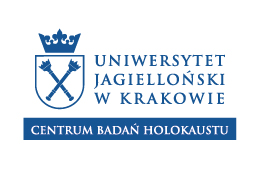 UNIWERSYTET
JAGIELLOŃSKI
W KRAKOWIE
CENTRUM BADAŃ HOLOKAUSTU